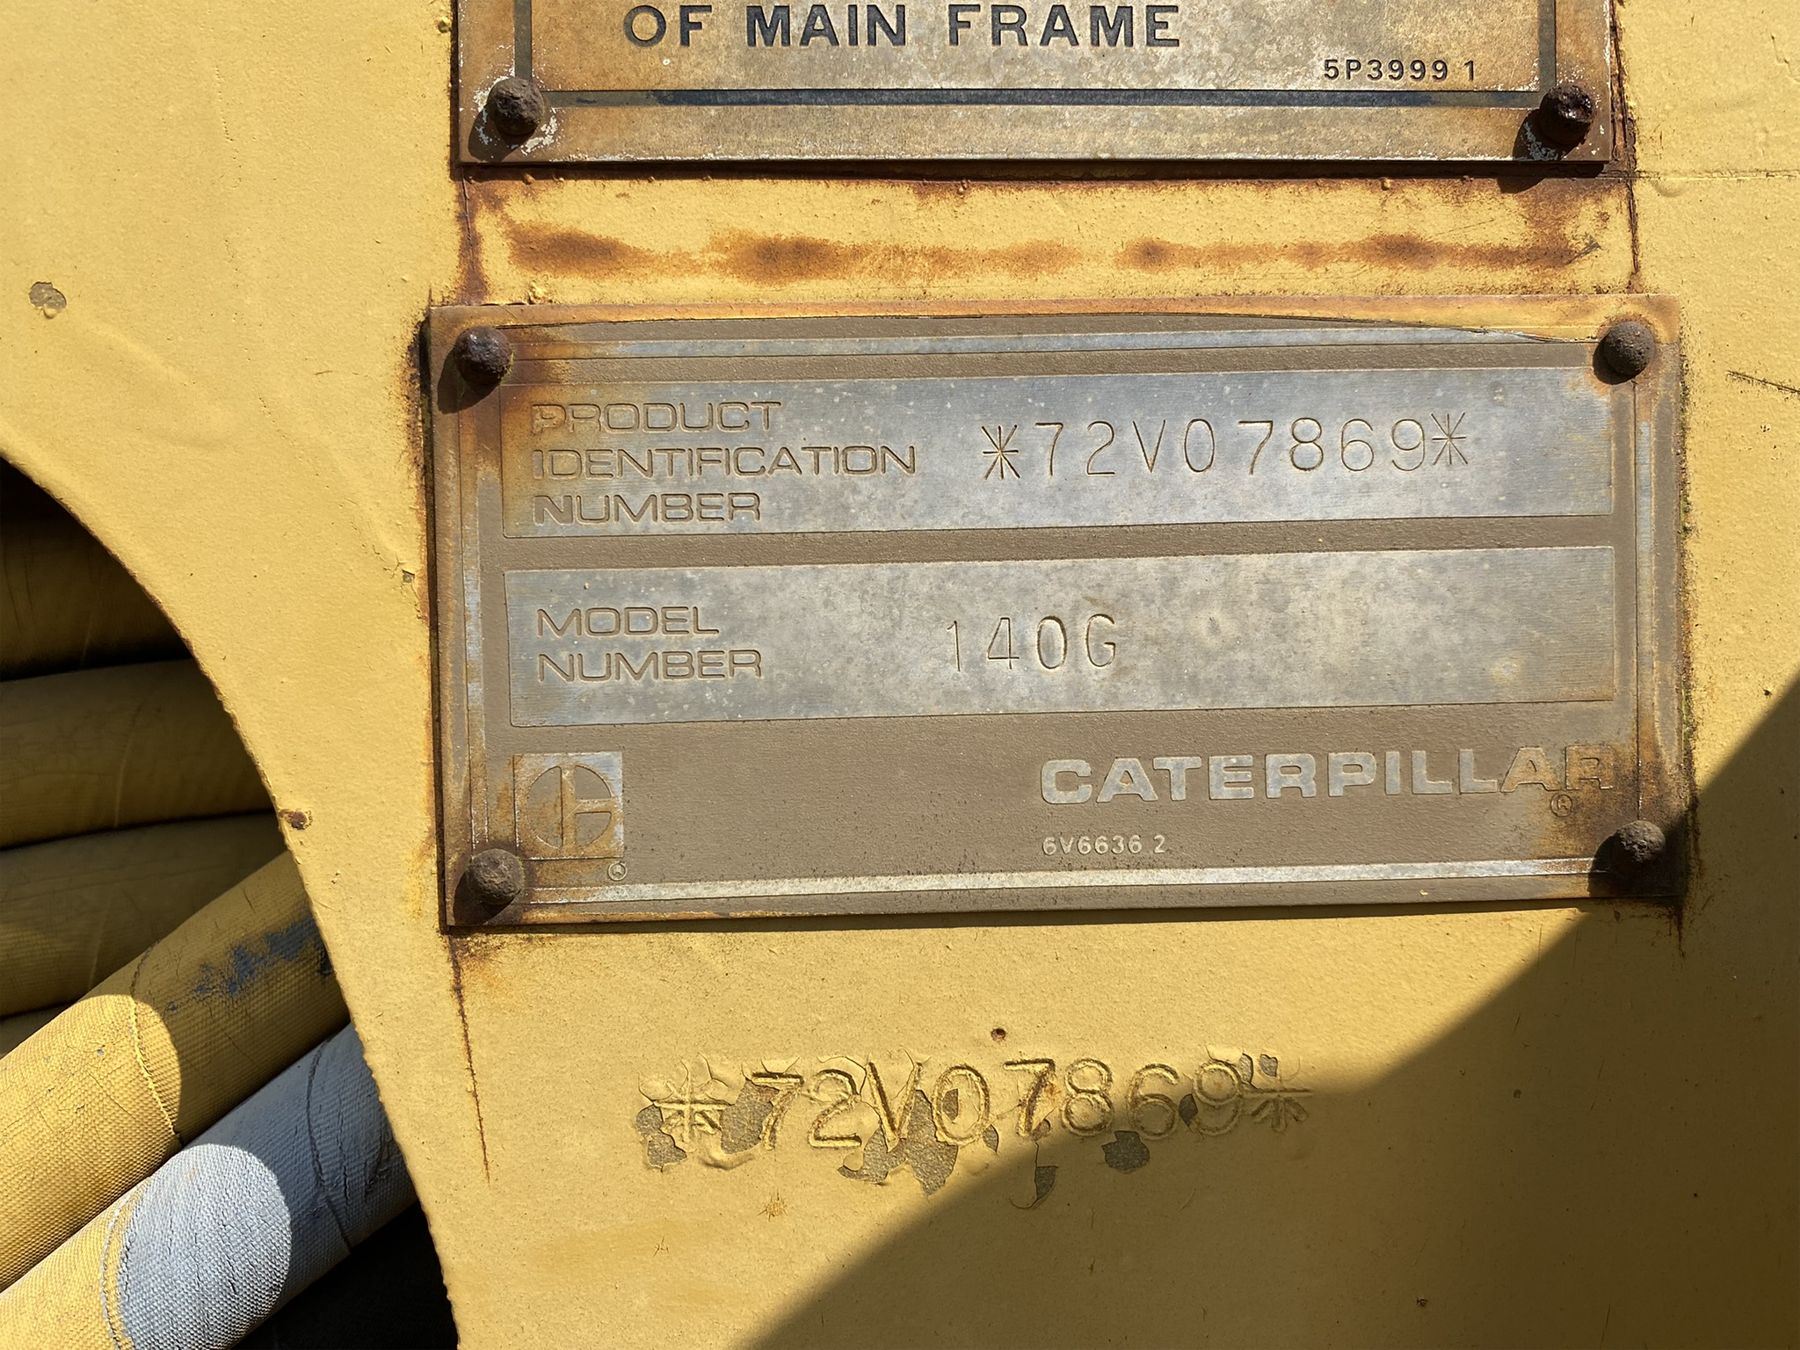 OF MAIN FRAME
5P3999 1
PRODUCT
IDENTIFICATION
NUMBER
*72V07869*
MODEL
NUMBER
140G
CATERPILLAR
®
6V6636 2
®
*72V07869*